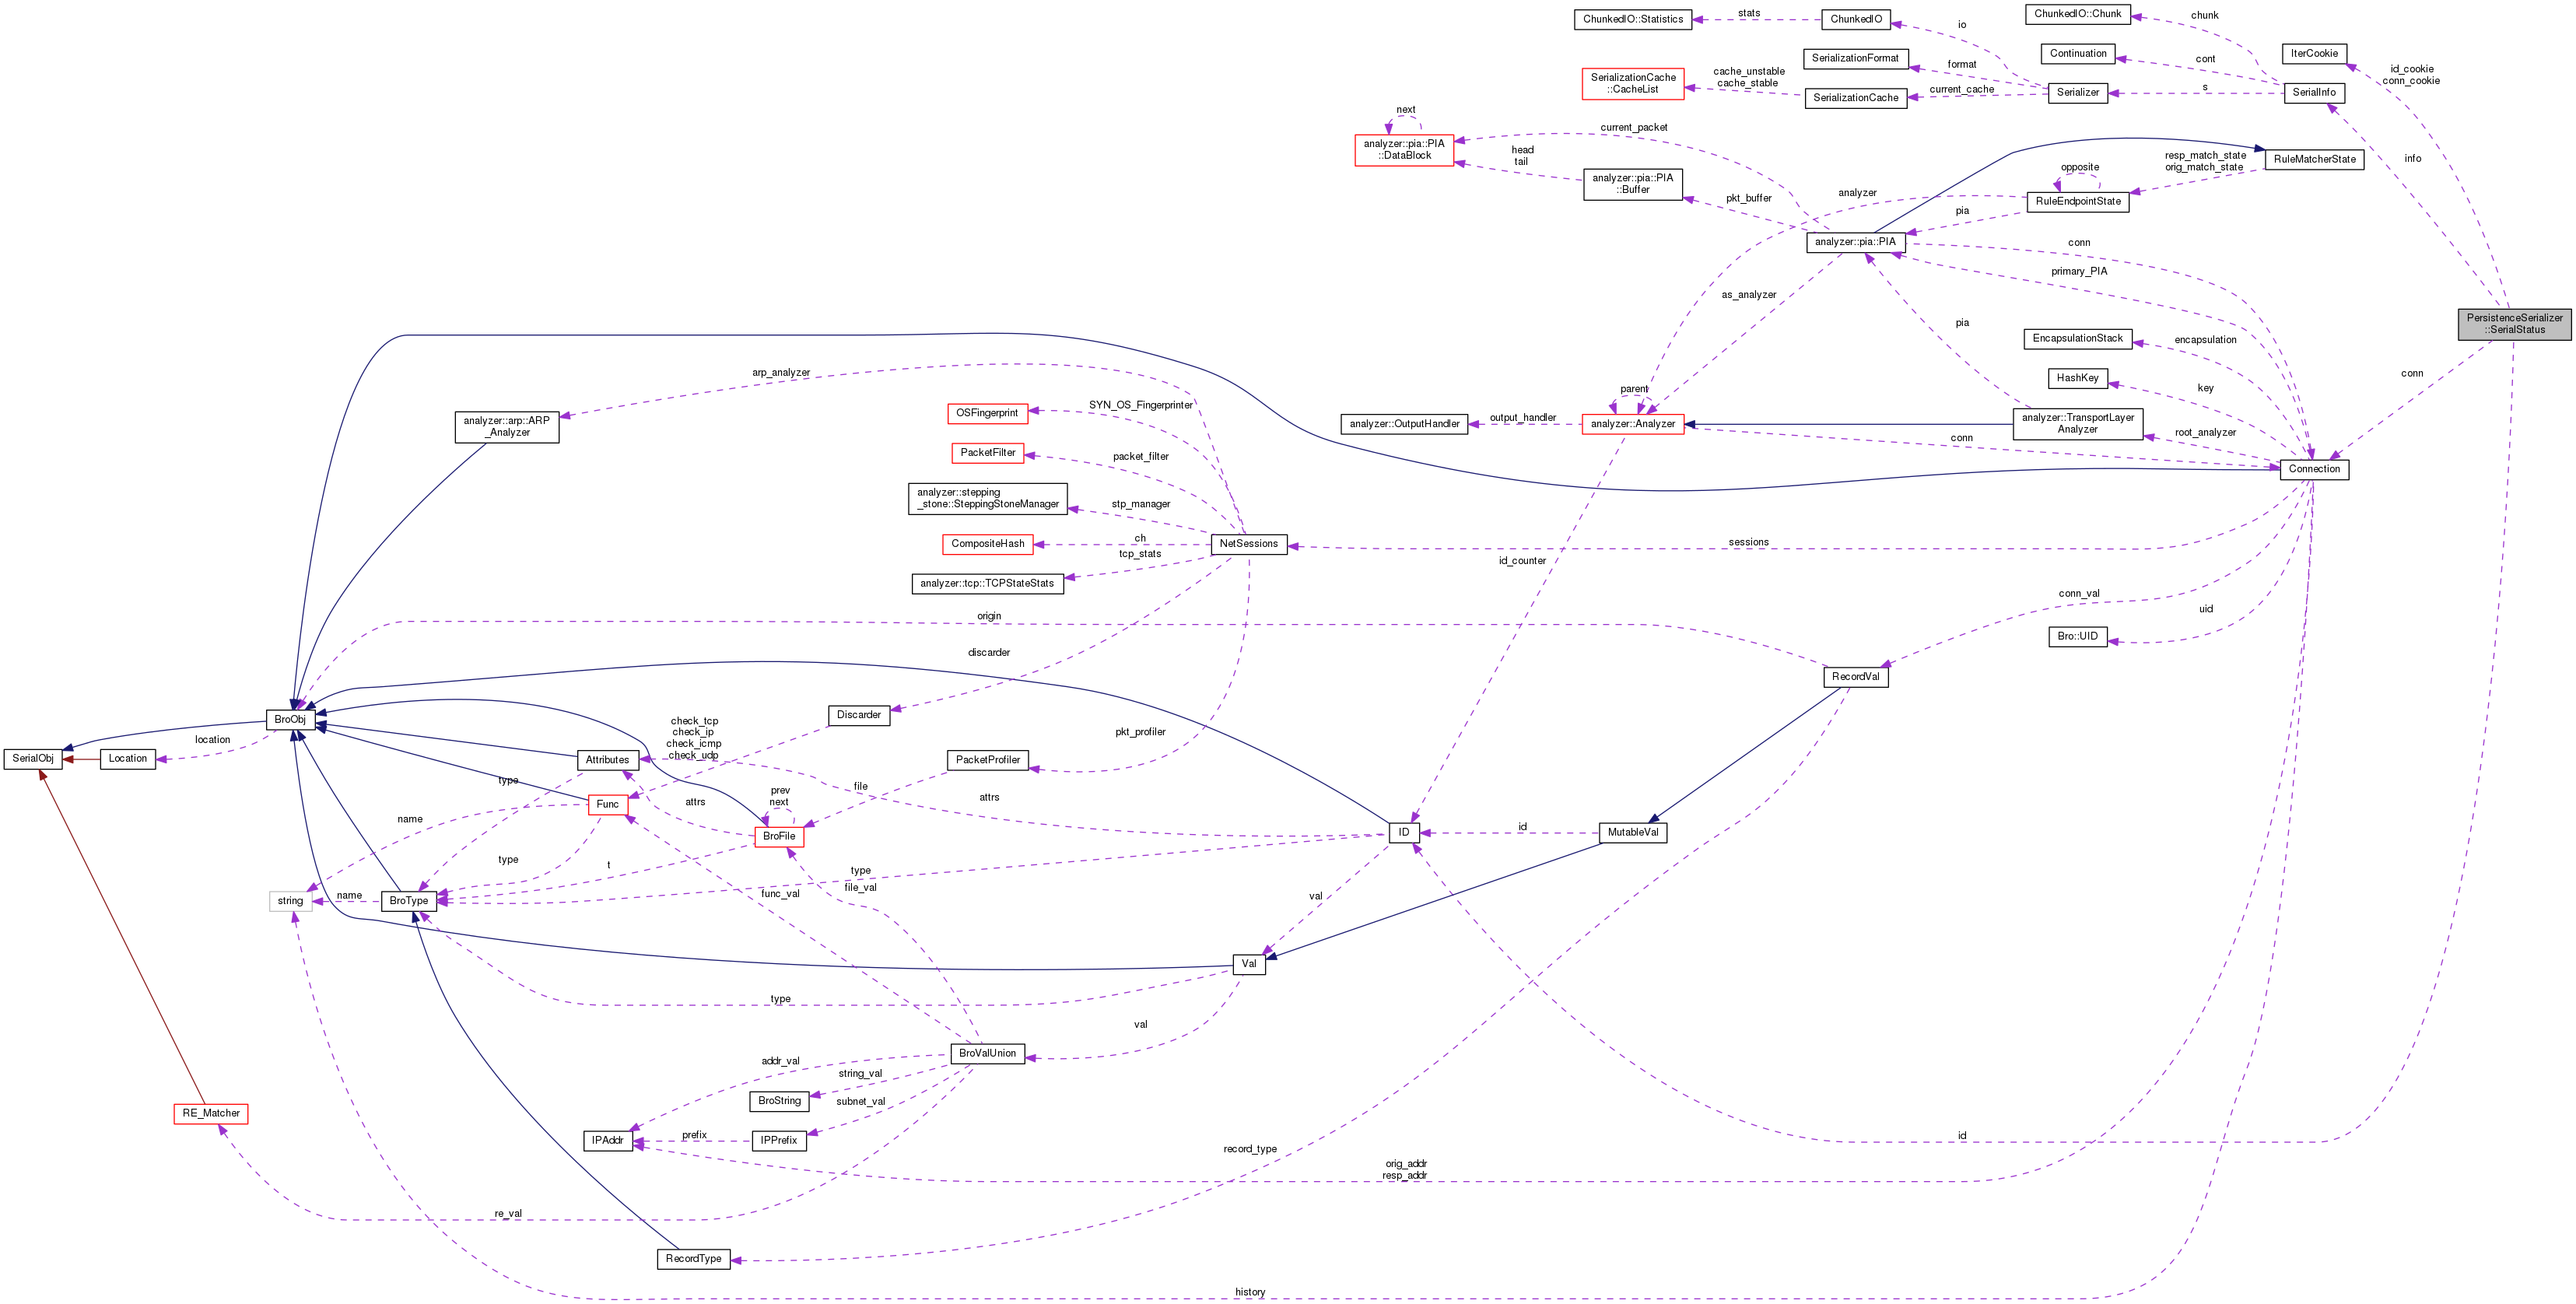 ChunkedIO::Statistics
stats
ChunkedIO
io
ChunkedIO::Chunk
chunk
SerializationFormat
format
Continuation
cont
IterCookie
id_cookie
conn_cookie
SerializationCache
::CacheList
cache_unstable
cache_stable
SerializationCache
current_cache
Serializer
s
SerialInfo
info
next
analyzer::pia::PIA
::DataBlock
current_packet
head
tail
analyzer::pia::PIA
::Buffer
pkt_buffer
analyzer
RuleMatcherState
resp_match_state
orig_match_state
opposite
RuleEndpointState
pia
analyzer::pia::PIA
conn
primary_PIA
as_analyzer
pia
PersistenceSerializer
::SerialStatus
EncapsulationStack
encapsulation
HashKey
key
conn
arp_analyzer
analyzer::arp::ARP
_Analyzer
OSFingerprint
SYN_OS_Fingerprinter
PacketFilter
packet_filter
analyzer::OutputHandler
output_handler
parent
analyzer::Analyzer
conn
analyzer::TransportLayer
Analyzer
root_analyzer
Connection
analyzer::stepping
_stone::SteppingStoneManager
stp_manager
CompositeHash
ch
NetSessions
sessions
analyzer::tcp::TCPStateStats
tcp_stats
id_counter
conn_val
uid
Bro::UID
origin
discarder
RecordVal
BroObj
location
SerialObj
Location
Discarder
check_tcp
check_ip
check_icmp
check_udp
Attributes
type
PacketProfiler
pkt_profiler
file
attrs
prev
next
attrs
Func
name
BroFile
ID
id
MutableVal
type
t
type
func_val
file_val
string
name
BroType
val
Val
type
val
BroValUnion
addr_val
string_val
BroString
subnet_val
RE_Matcher
IPAddr
prefix
IPPrefix
id
record_type
orig_addr
resp_addr
re_val
RecordType
history